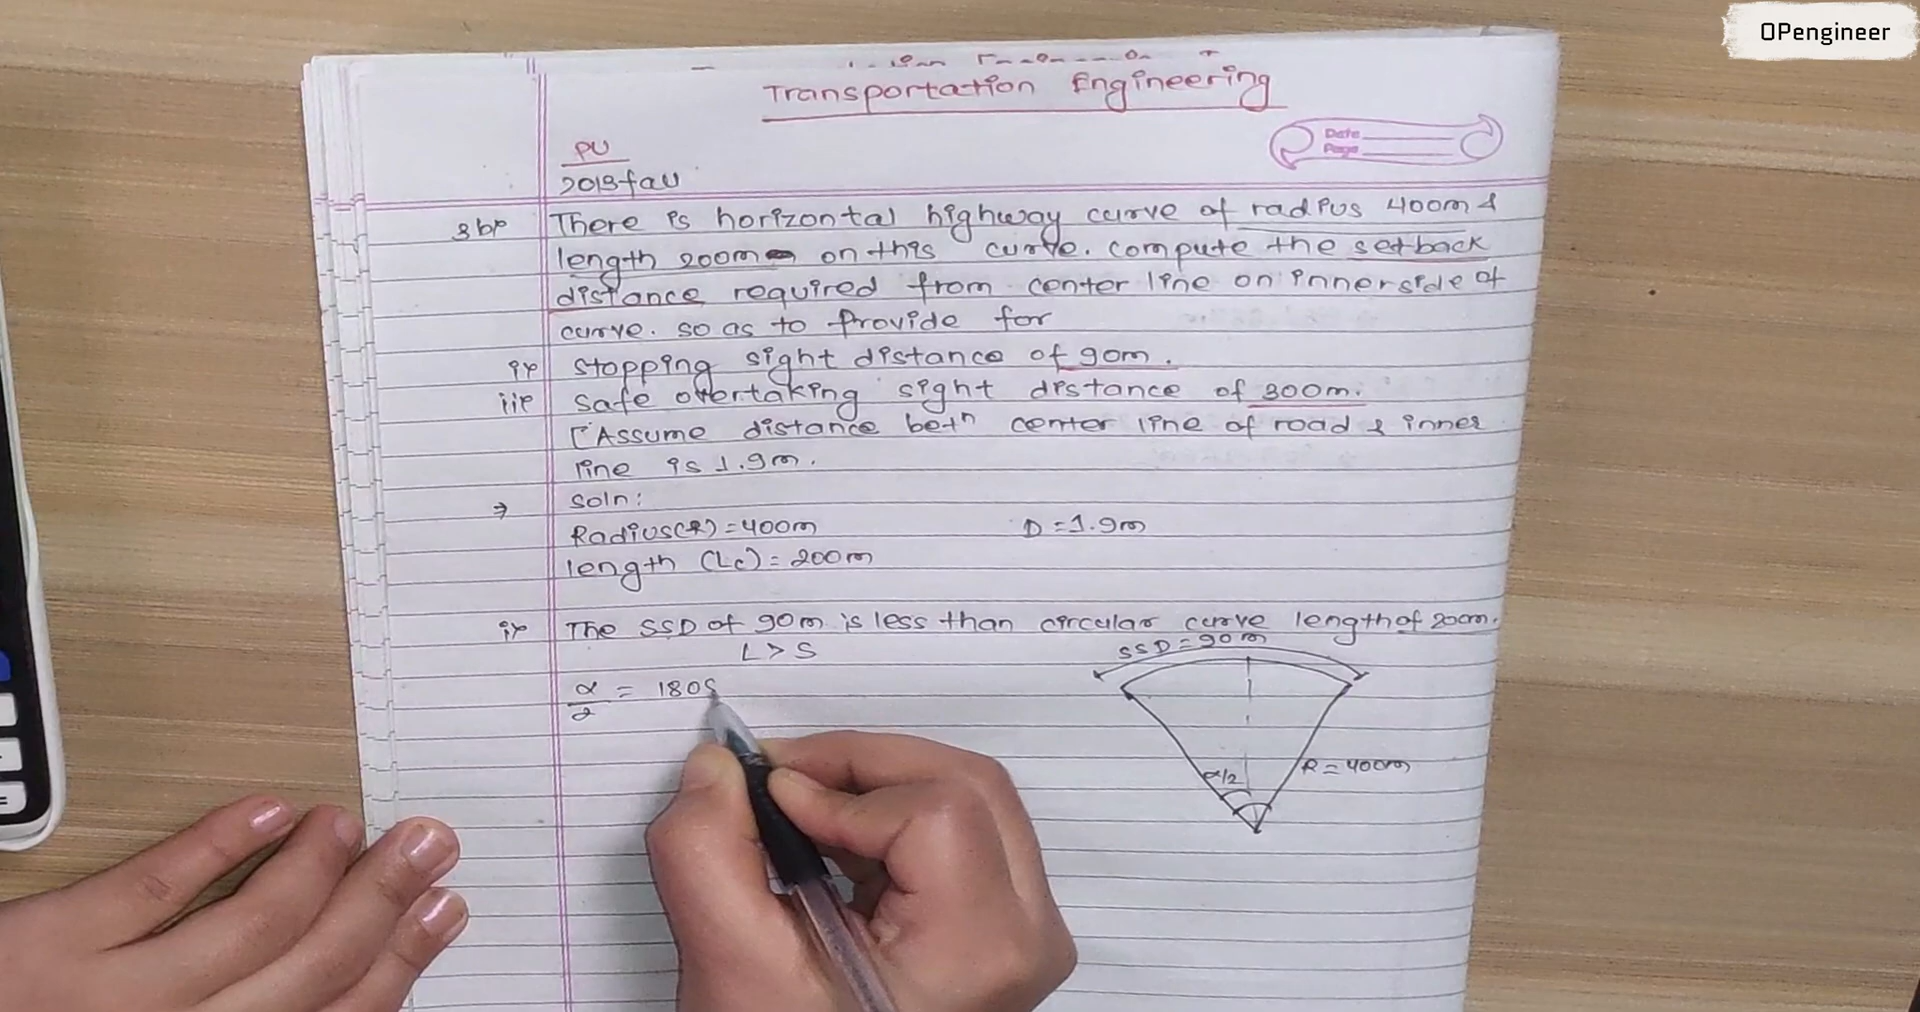 OPengineer
Transportation Engineering
Date
Page
PU
2019 fall
3b)
There is horizontal highway curve of radius 400m &
length 200m on this curve. compute the setback
distance required from center line on innerside of
curve. so as to provide for
i) stopping sight distance of 90m.
ii) safe overtaking sight distance of 300m.
[Assume distance betn center line of road & inner
line is 1.9m.
⇒ soln:
Radius(R) = 400m D = 1.9m
length (Lc) = 200m
i) The SSD of 90m is less than circular curve length of 200m.
L > S
SSD = 90m
α/2 = 180S
α/2
R = 400m